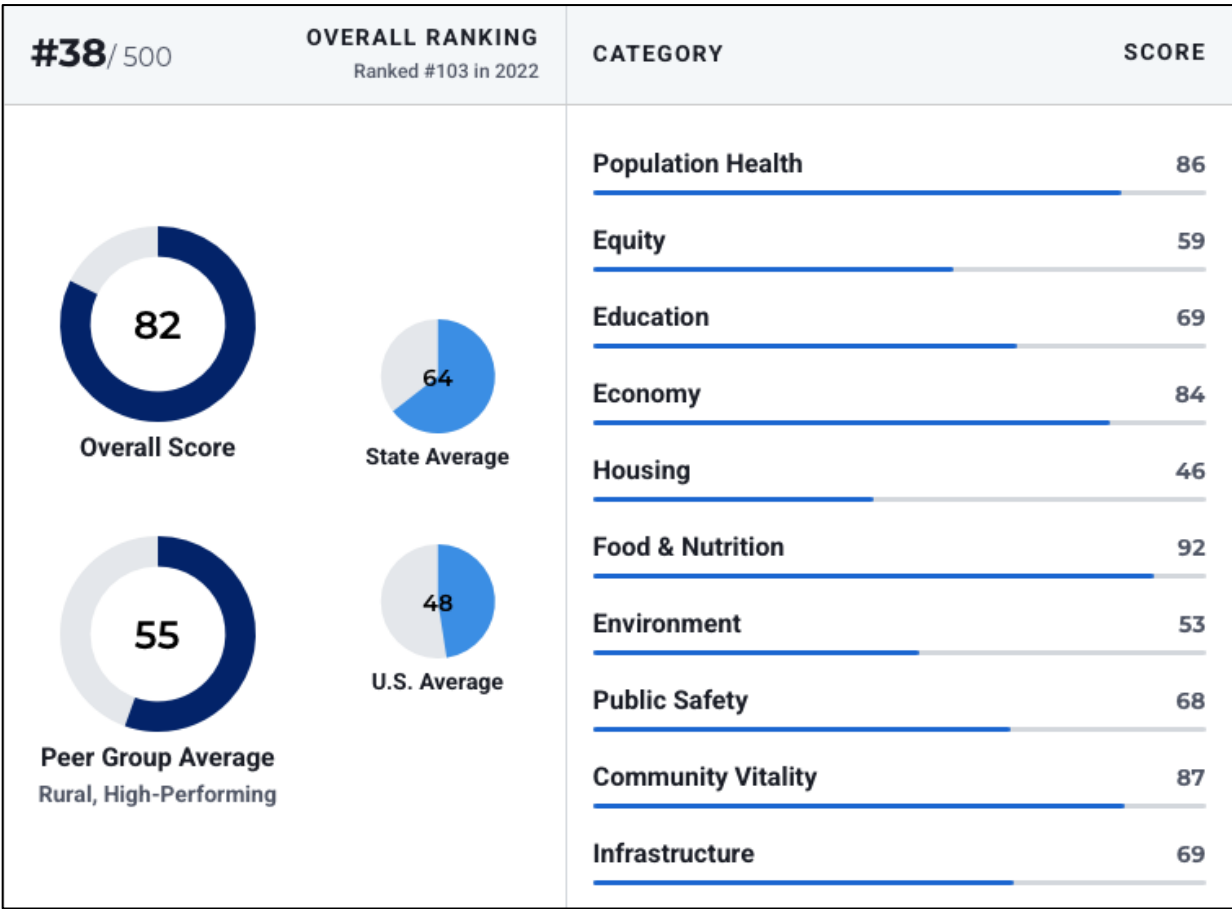 #38/ 500
OVERALL RANKING
Ranked #103 in 2022
82
Overall Score
64
State Average
55
Peer Group Average
Rural, High-Performing
48
U.S. Average
CATEGORY SCORE
Population Health 86
Equity 59
Education 69
Economy 84
Housing 46
Food & Nutrition 92
Environment 53
Public Safety 68
Community Vitality 87
Infrastructure 69